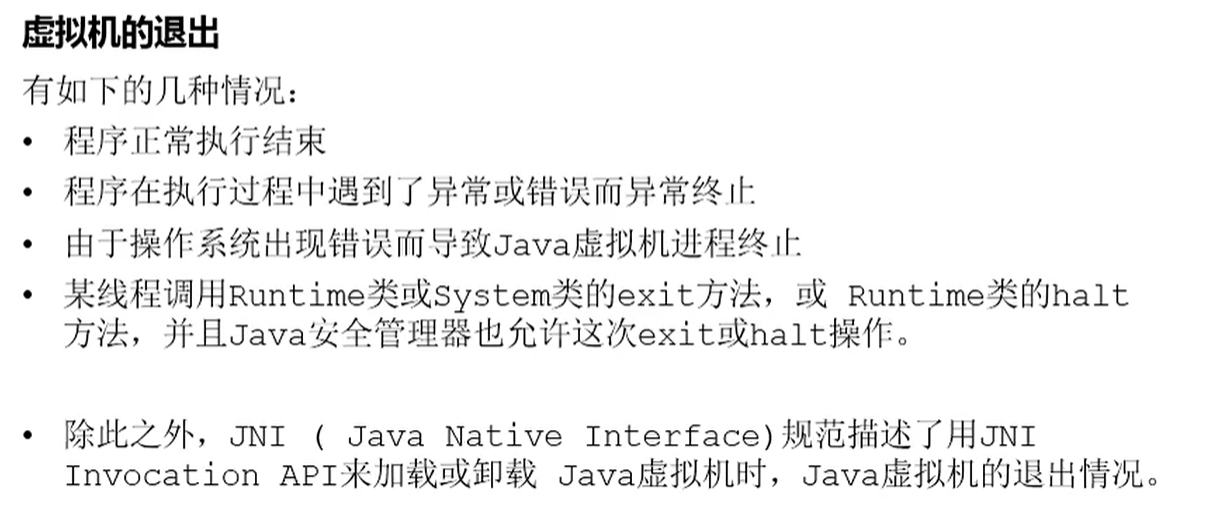 虚拟机的退出
有如下的几种情况：
• 程序正常执行结束
• 程序在执行过程中遇到了异常或错误而异常终止
• 由于操作系统出现错误而导致Java虚拟机进程终止
• 某线程调用Runtime类或System类的exit方法，或 Runtime类的halt
方法，并且Java安全管理器也允许这次exit或halt操作。
• 除此之外，JNI ( Java Native Interface)规范描述了用JNI
Invocation API来加载或卸载 Java虚拟机时，Java虚拟机的退出情况。